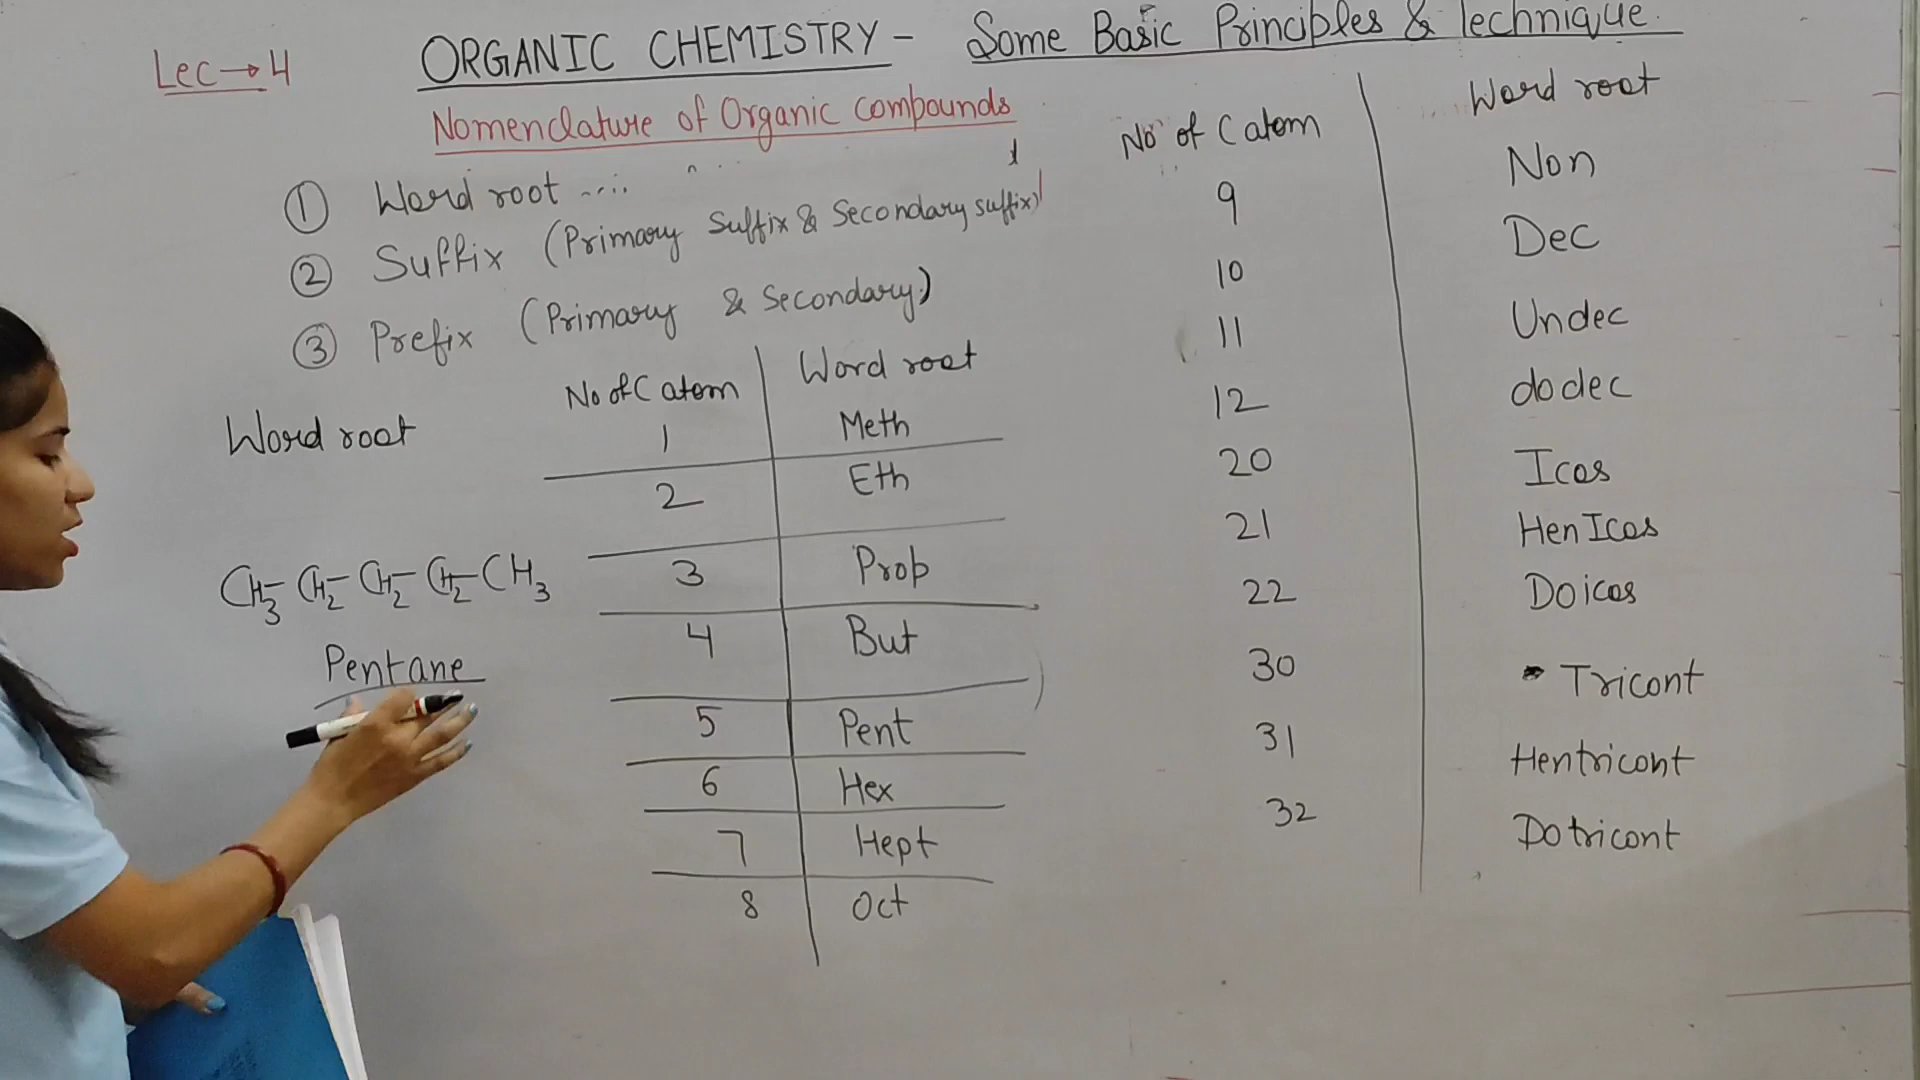 Lec → 4
ORGANIC CHEMISTRY - Some Basic Principles & Technique.
Nomenclature of Organic compounds
① Word root .....
② Suffix (Primary Suffix & Secondary suffix)
③ Prefix (Primary & Secondary)
Word root
CH3-CH2-CH2-CH2-CH3
Pentane
No of C atom Word root
1 Meth
2 Eth
3 Prop
4 But
5 Pent
6 Hex
7 Hept
8 Oct
No of C atom Word root
9 Non
10 Dec
11 Undec
12 dodec
20 Icos
21 HenIcos
22 Doicos
30 Tricont
31 Hentricont
32 Dotricont